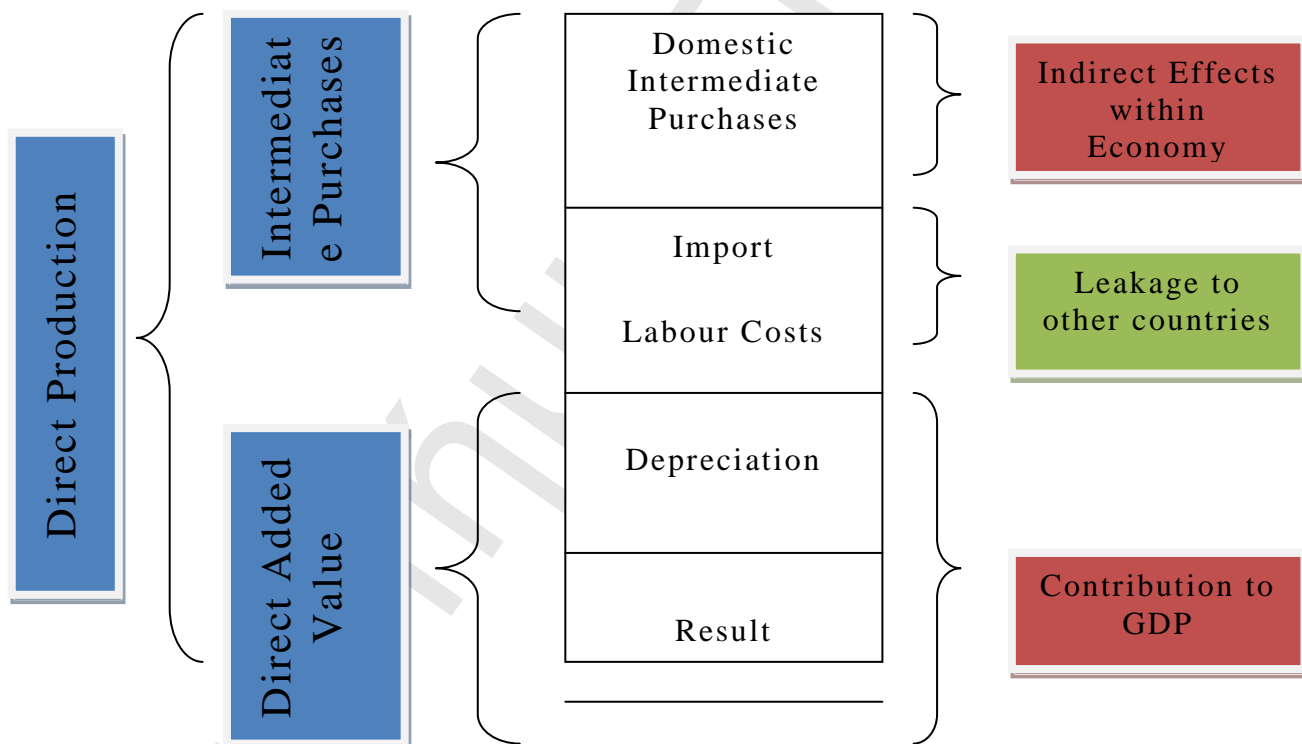 Direct Production
Intermediat
e Purchases
Direct Added
Value
Domestic
Intermediate
Purchases
Import
Labour Costs
Depreciation
Result
Indirect Effects
within
Economy
Leakage to
other countries
Contribution to
GDP